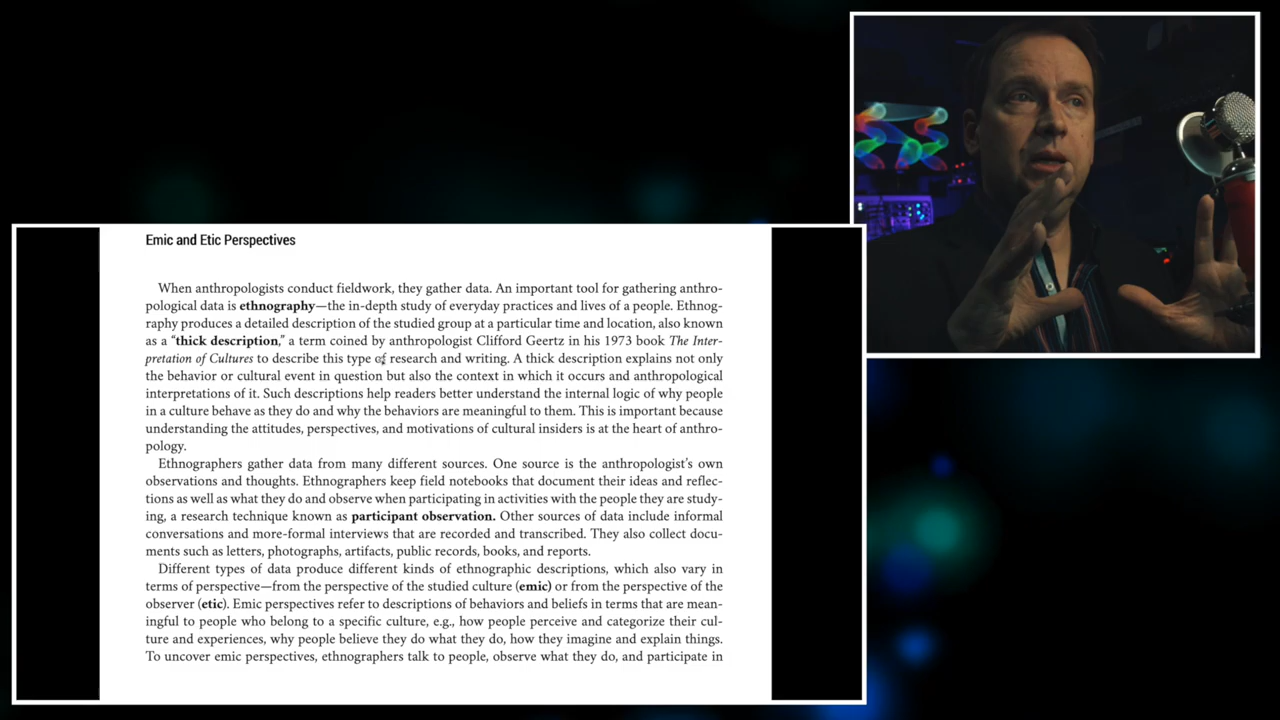 Emic and Etic Perspectives
When anthropologists conduct fieldwork, they gather data. An important tool for gathering anthro-
pological data is ethnography—the in-depth study of everyday practices and lives of a people. Ethnog-
raphy produces a detailed description of the studied group at a particular time and location, also known
as a “thick description,” a term coined by anthropologist Clifford Geertz in his 1973 book The Inter-
pretation of Cultures to describe this type of research and writing. A thick description explains not only
the behavior or cultural event in question but also the context in which it occurs and anthropological
interpretations of it. Such descriptions help readers better understand the internal logic of why people
in a culture behave as they do and why the behaviors are meaningful to them. This is important because
understanding the attitudes, perspectives, and motivations of cultural insiders is at the heart of anthro-
pology.
Ethnographers gather data from many different sources. One source is the anthropologist’s own
observations and thoughts. Ethnographers keep field notebooks that document their ideas and reflec-
tions as well as what they do and observe when participating in activities with the people they are study-
ing, a research technique known as participant observation. Other sources of data include informal
conversations and more-formal interviews that are recorded and transcribed. They also collect docu-
ments such as letters, photographs, artifacts, public records, books, and reports.
Different types of data produce different kinds of ethnographic descriptions, which also vary in
terms of perspective—from the perspective of the studied culture (emic) or from the perspective of the
observer (etic). Emic perspectives refer to descriptions of behaviors and beliefs in terms that are mean-
ingful to people who belong to a specific culture, e.g., how people perceive and categorize their cul-
ture and experiences, why people believe they do what they do, how they imagine and explain things.
To uncover emic perspectives, ethnographers talk to people, observe what they do, and participate in